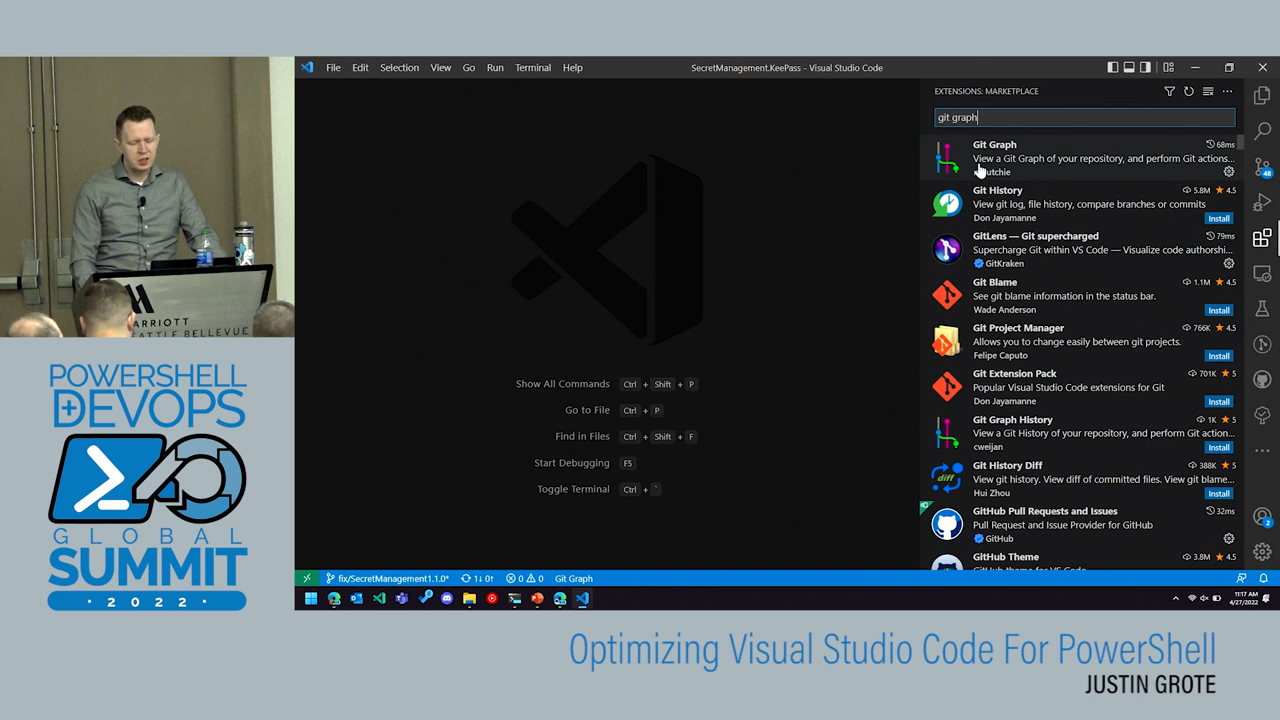 File Edit Selection View Go Run Terminal Help
SecretManagement.KeePass - Visual Studio Code
EXTENSIONS: MARKETPLACE
git graph
Git Graph 68ms
View a Git Graph of your repository, and perform Git actions...
Git History 5.8M ★ 4.5
View git log, file history, compare branches or commits
Don Jayamanne Install
GitLens — Git supercharged 79ms
Supercharge Git within VS Code — Visualize code authorshi...
GitKraken
Git Blame 1.1M ★ 4.5
See git blame information in the status bar.
Wade Anderson Install
Git Project Manager 766K ★ 4.5
Allows you to change easily between git projects.
Felipe Caputo Install
Git Extension Pack 701K ★ 5
Popular Visual Studio Code extensions for Git
Don Jayamanne Install
Git Graph History 1K ★ 5
View a Git History of your repository, and perform Git action...
cweijan Install
Git History Diff 388K ★ 5
View git history. View diff of committed files. View git blame...
Hui Zhou Install
GitHub Pull Requests and Issues 32ms
Pull Request and Issue Provider for GitHub
GitHub
GitHub Theme 3.8M ★ 4.5
48
2
Show All Commands Ctrl + Shift + P
Go to File Ctrl + P
Find in Files Ctrl + Shift + F
Start Debugging F5
Toggle Terminal Ctrl + `
fix/SecretManagement1.1.0* 1↓ 0↑ 0 0 Git Graph
11:17 AM
4/27/2022
ARRIOTT
EATTLE BELLEVUE
POWERSHELL
+DEVOPS
GLOBAL
SUMMIT
· 2022 ·
Optimizing Visual Studio Code For PowerShell
JUSTIN GROTE